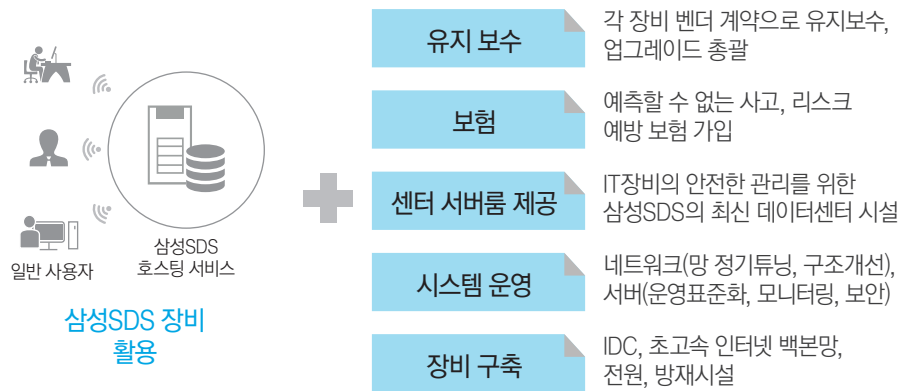 일반 사용자
삼성SDS
호스팅 서비스
삼성SDS 장비
활용
유지 보수
각 장비 벤더 계약으로 유지보수,
업그레이드 총괄
보험
예측할 수 없는 사고, 리스크
예방 보험 가입
센터 서버룸 제공
IT장비의 안전한 관리를 위한
삼성SDS의 최신 데이터센터 시설
시스템 운영
네트워크(망 정기튜닝, 구조개선),
서버(운영표준화, 모니터링, 보안)
장비 구축
IDC, 초고속 인터넷 백본망,
전원, 방재시설